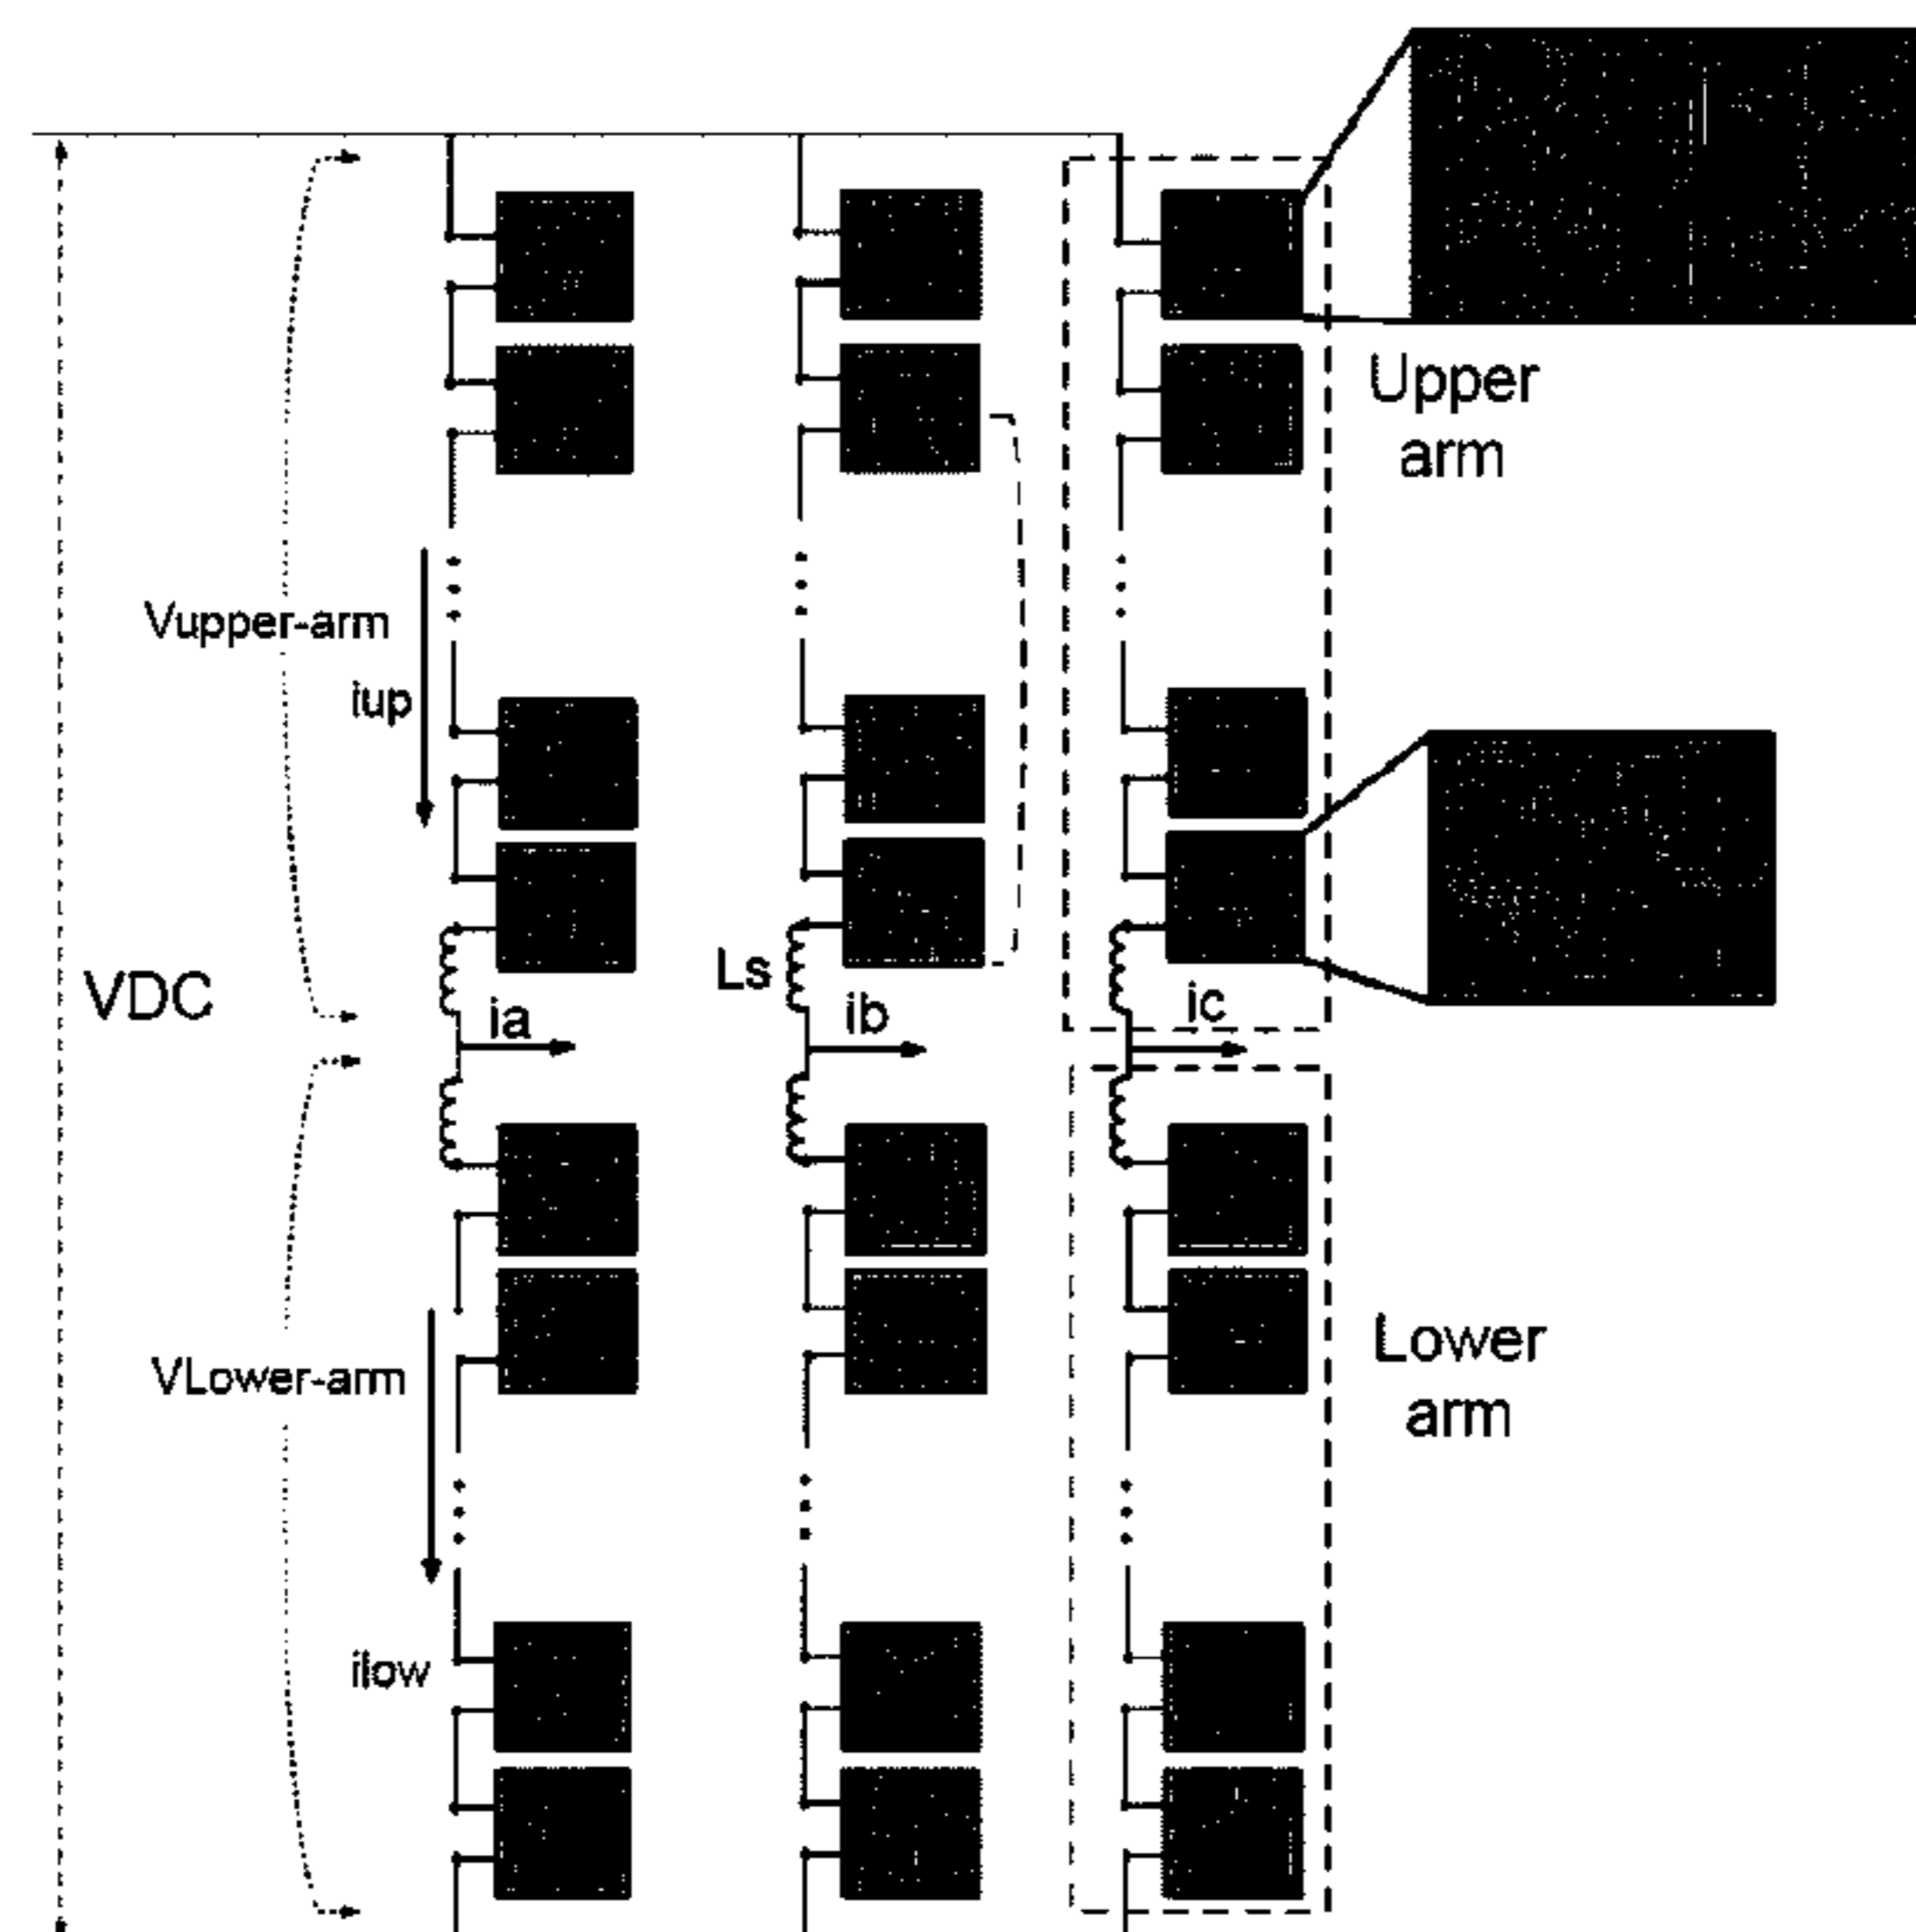 Upper
arm
Vupper-arm
iup
VDC
Ls
ia
ib
ic
Lower
arm
VLower-arm
ilow